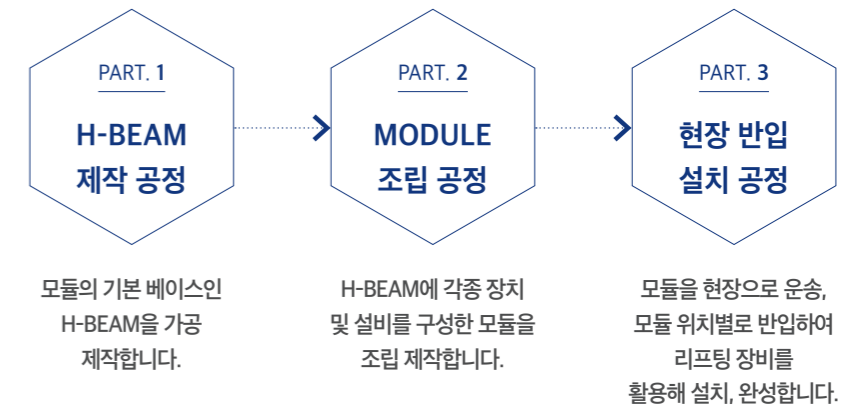 PART. 1
H-BEAM
제작 공정
모듈의 기본 베이스인
H-BEAM을 가공
제작합니다.
PART. 2
MODULE
조립 공정
H-BEAM에 각종 장치
및 설비를 구성한 모듈을
조립 제작합니다.
PART. 3
현장 반입
설치 공정
모듈을 현장으로 운송,
모듈 위치별로 반입하여
리프팅 장비를
활용해 설치, 완성합니다.